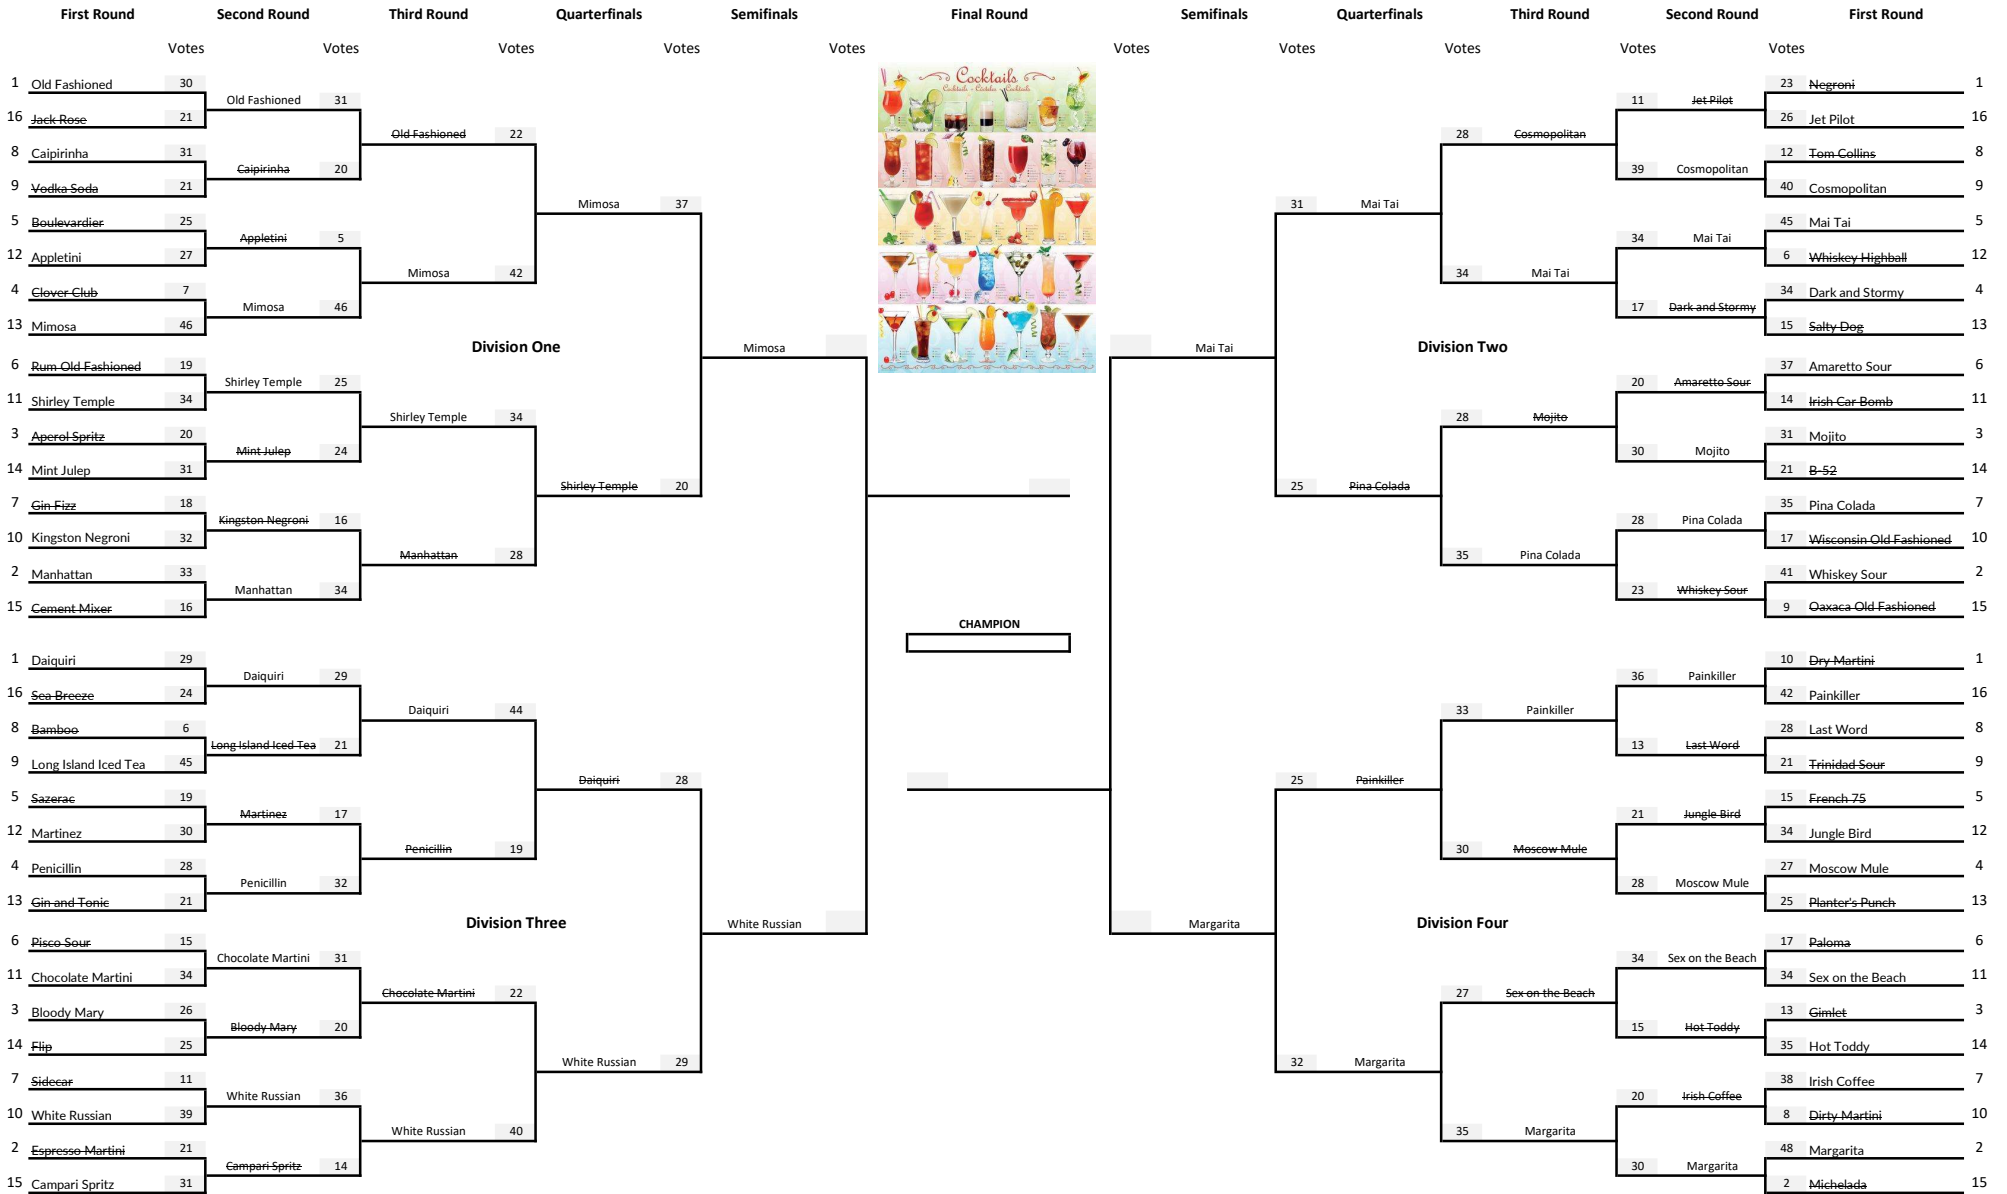 First Round Second Round Third Round Quarterfinals Semifinals Final Round Semifinals Quarterfinals Third Round Second Round First Round
Votes Votes Votes Votes Votes Votes Votes Votes Votes Votes
Cocktails
1 Old Fashioned 30
Old Fashioned 31
16 Jack Rose 21
Old Fashioned 22
8 Caipirinha 31
Caipirinha 20
9 Vodka Soda 21
Mimosa 37
5 Boulevardier 25
Appletini 5
12 Appletini 27
Mimosa 42
4 Clover Club 7
Mimosa 46
13 Mimosa 46
Division One
Mimosa
6 Rum Old Fashioned 19
Shirley Temple 25
11 Shirley Temple 34
Shirley Temple 34
3 Aperol Spritz 20
Mint Julep 24
14 Mint Julep 31
Shirley Temple 20
7 Gin Fizz 18
Kingston Negroni 16
10 Kingston Negroni 32
Manhattan 28
2 Manhattan 33
Manhattan 34
15 Cement Mixer 16
23 Negroni 1
11 Jet Pilot
26 Jet Pilot 16
28 Cosmopolitan
12 Tom Collins 8
39 Cosmopolitan
40 Cosmopolitan 9
31 Mai Tai
45 Mai Tai 5
34 Mai Tai
6 Whiskey Highball 12
34 Mai Tai
34 Dark and Stormy 4
17 Dark and Stormy
15 Salty Dog 13
Mai Tai
Division Two
37 Amaretto Sour 6
20 Amaretto Sour
14 Irish Car Bomb 11
28 Mojito
31 Mojito 3
30 Mojito
21 B-52 14
25 Pina Colada
35 Pina Colada 7
28 Pina Colada
17 Wisconsin Old Fashioned 10
35 Pina Colada
41 Whiskey Sour 2
23 Whiskey Sour
9 Oaxaca Old Fashioned 15
CHAMPION
1 Daiquiri 29
Daiquiri 29
16 Sea Breeze 24
Daiquiri 44
8 Bamboo 6
Long Island Iced Tea 21
9 Long Island Iced Tea 45
Daiquiri 28
5 Sazerac 19
Martinez 17
12 Martinez 30
Penicillin 19
4 Penicillin 28
Penicillin 32
13 Gin and Tonic 21
Division Three
White Russian
6 Pisco Sour 15
Chocolate Martini 31
11 Chocolate Martini 34
Chocolate Martini 22
3 Bloody Mary 26
Bloody Mary 20
14 Flip 25
White Russian 29
7 Sidecar 11
White Russian 36
10 White Russian 39
White Russian 40
2 Espresso Martini 21
Campari Spritz 14
15 Campari Spritz 31
10 Dry Martini 1
36 Painkiller
42 Painkiller 16
33 Painkiller
28 Last Word 8
13 Last Word
21 Trinidad Sour 9
25 Painkiller
15 French 75 5
21 Jungle Bird
34 Jungle Bird 12
30 Moscow Mule
27 Moscow Mule 4
28 Moscow Mule
25 Planter's Punch 13
Margarita
Division Four
17 Paloma 6
34 Sex on the Beach
34 Sex on the Beach 11
27 Sex on the Beach
13 Gimlet 3
15 Hot Toddy
35 Hot Toddy 14
32 Margarita
38 Irish Coffee 7
20 Irish Coffee
8 Dirty Martini 10
35 Margarita
48 Margarita 2
30 Margarita
2 Michelada 15